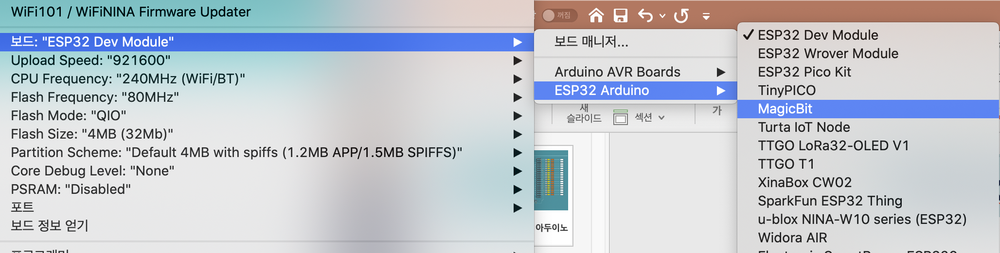 WiFi101 / WiFiNINA Firmware Updater
보드: "ESP32 Dev Module"
Upload Speed: "921600"
CPU Frequency: "240MHz (WiFi/BT)"
Flash Frequency: "80MHz"
Flash Mode: "QIO"
Flash Size: "4MB (32Mb)"
Partition Scheme: "Default 4MB with spiffs (1.2MB APP/1.5MB SPIFFS)"
Core Debug Level: "None"
PSRAM: "Disabled"
포트
보드 정보 얻기
꺼짐
보드 매니저...
Arduino AVR Boards
ESP32 Arduino
새
슬라이드
섹션
가
아두이노
ESP32 Dev Module
ESP32 Wrover Module
ESP32 Pico Kit
TinyPICO
MagicBit
Turta IoT Node
TTGO LoRa32-OLED V1
TTGO T1
XinaBox CW02
SparkFun ESP32 Thing
u-blox NINA-W10 series (ESP32)
Widora AIR